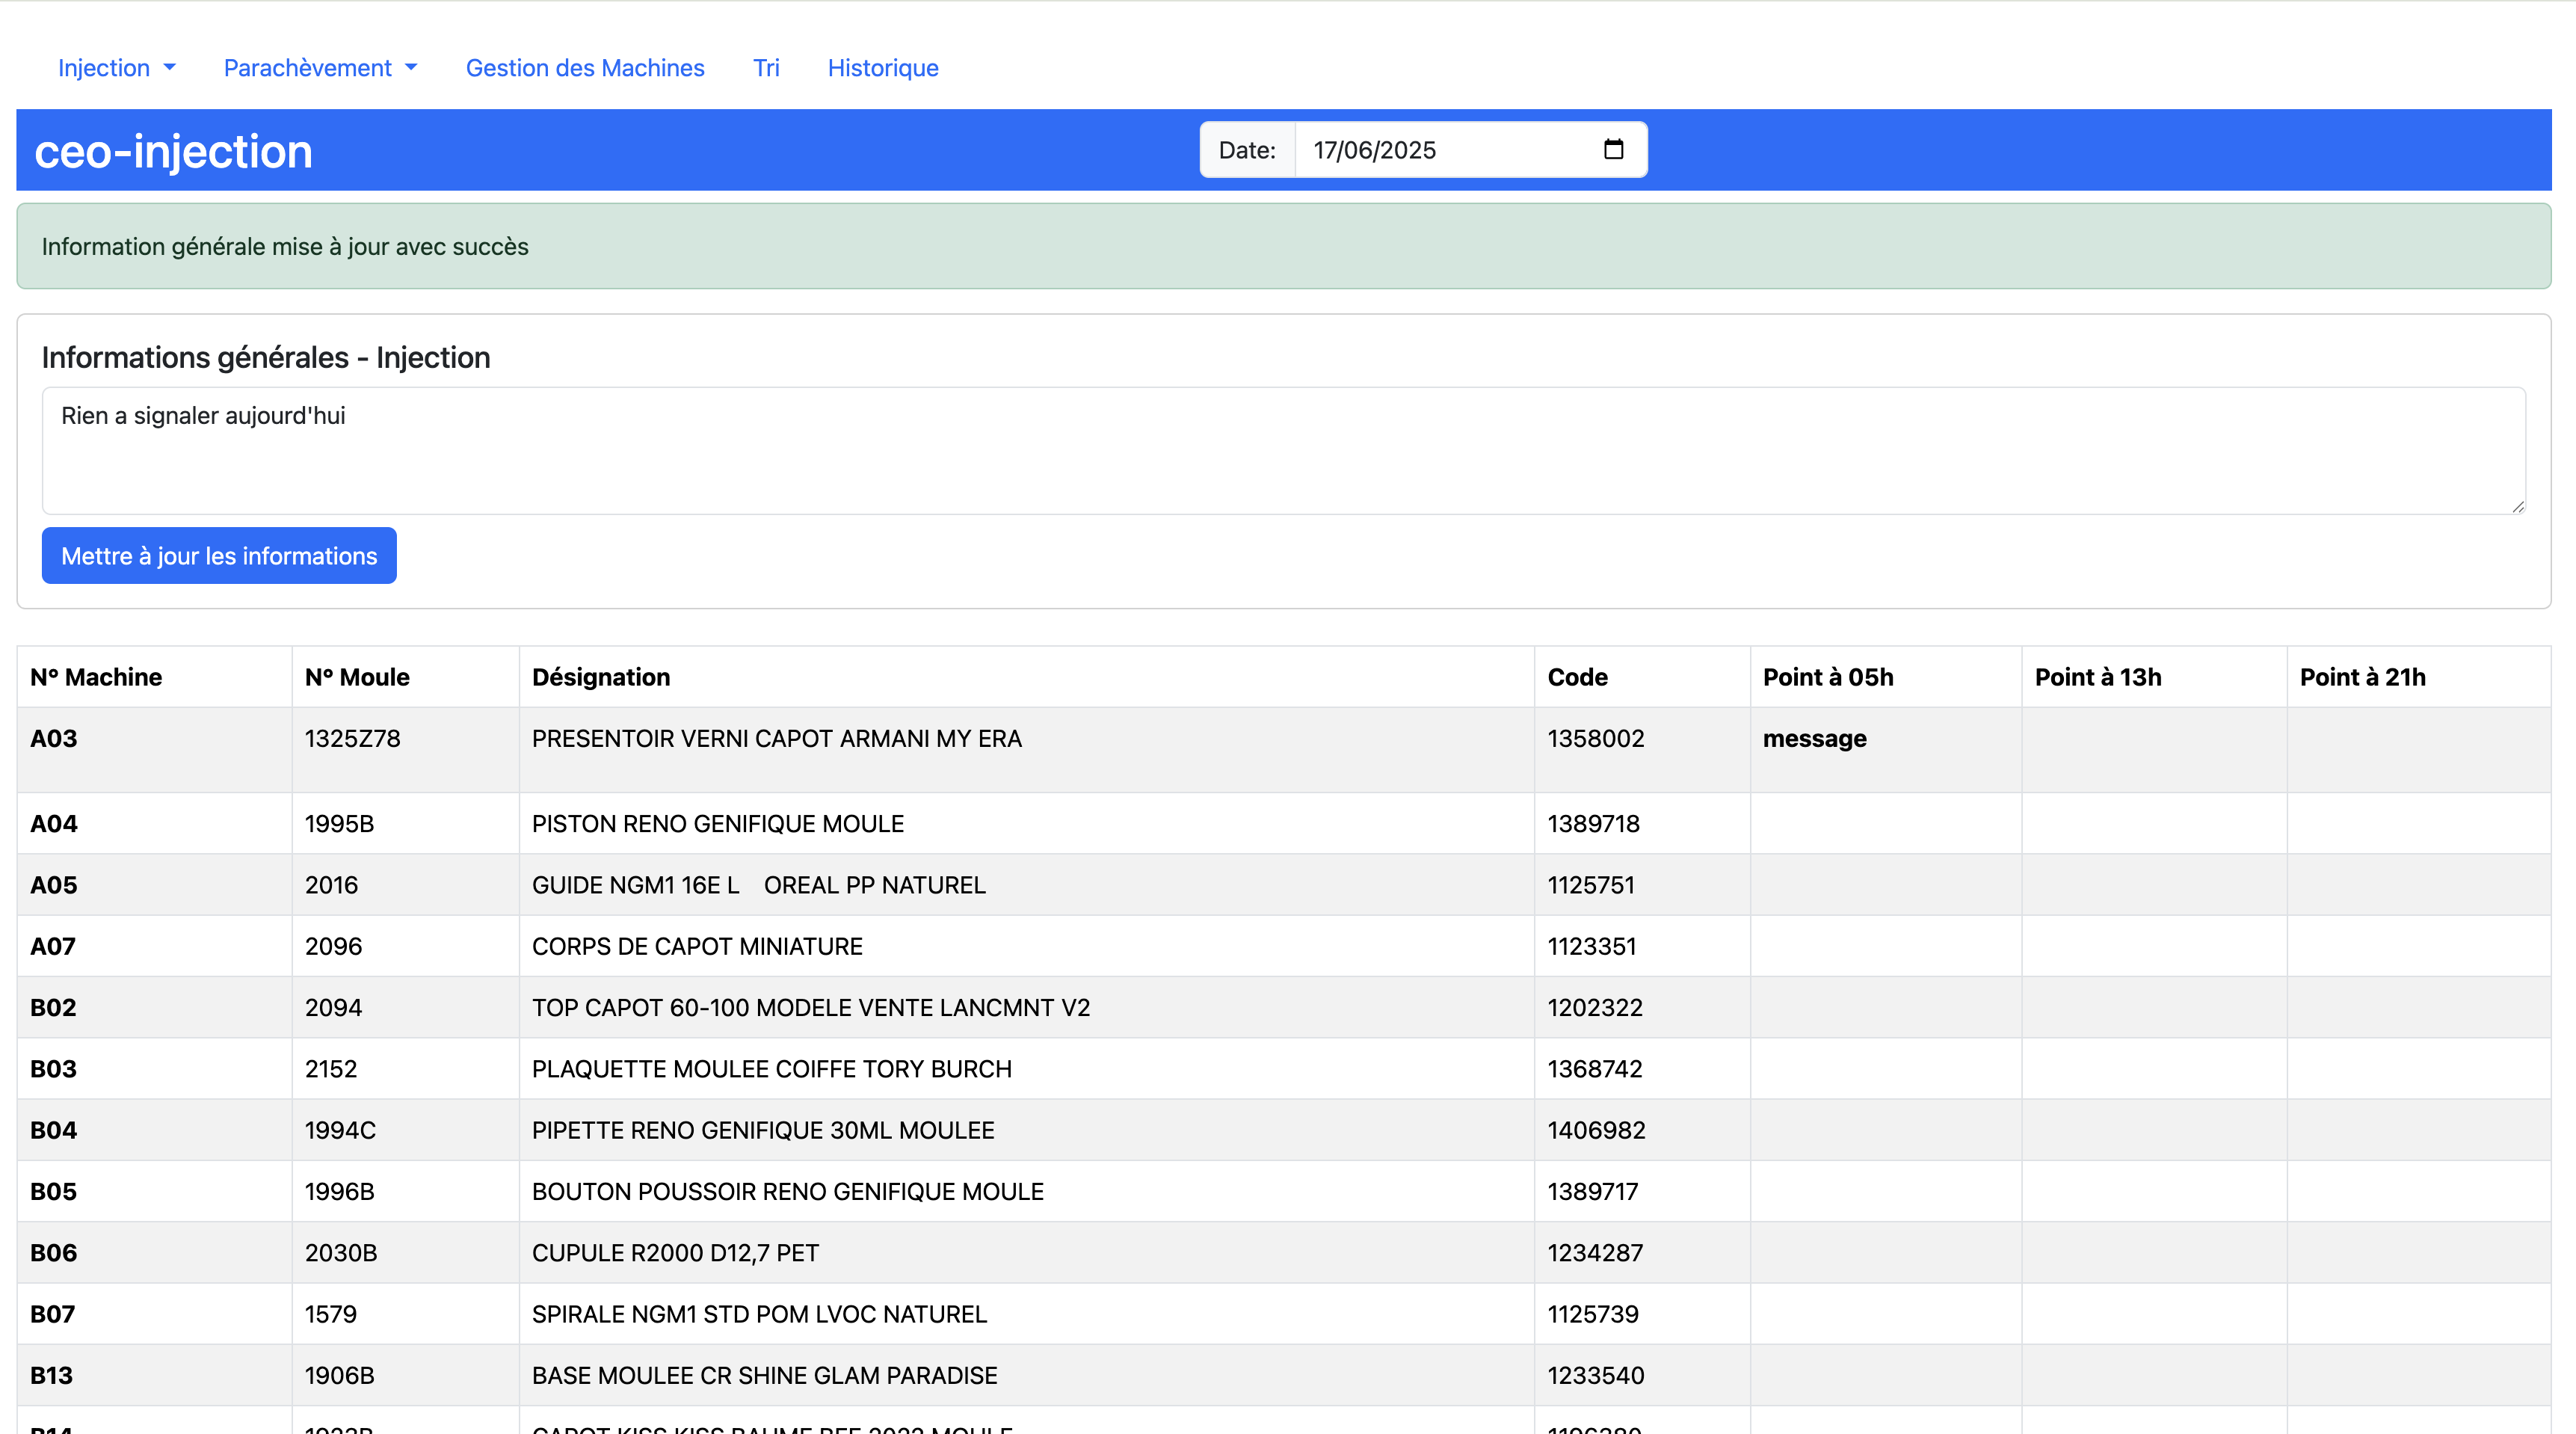 Injection Parachèvement Gestion des Machines Tri Historique
ceo-injection Date: 17/06/2025
Information générale mise à jour avec succès
Informations générales - Injection
Rien a signaler aujourd'hui
Mettre à jour les informations
N° Machine N° Moule Désignation Code Point à 05h Point à 13h Point à 21h
A03 1325Z78 PRESENTOIR VERNI CAPOT ARMANI MY ERA 1358002 message
A04 1995B PISTON RENO GENIFIQUE MOULE 1389718
A05 2016 GUIDE NGM1 16E L OREAL PP NATUREL 1125751
A07 2096 CORPS DE CAPOT MINIATURE 1123351
B02 2094 TOP CAPOT 60-100 MODELE VENTE LANCMNT V2 1202322
B03 2152 PLAQUETTE MOULEE COIFFE TORY BURCH 1368742
B04 1994C PIPETTE RENO GENIFIQUE 30ML MOULEE 1406982
B05 1996B BOUTON POUSSOIR RENO GENIFIQUE MOULE 1389717
B06 2030B CUPULE R2000 D12,7 PET 1234287
B07 1579 SPIRALE NGM1 STD POM LVOC NATUREL 1125739
B13 1906B BASE MOULEE CR SHINE GLAM PARADISE 1233540
B14 CAPOT KISS KISS BAUME